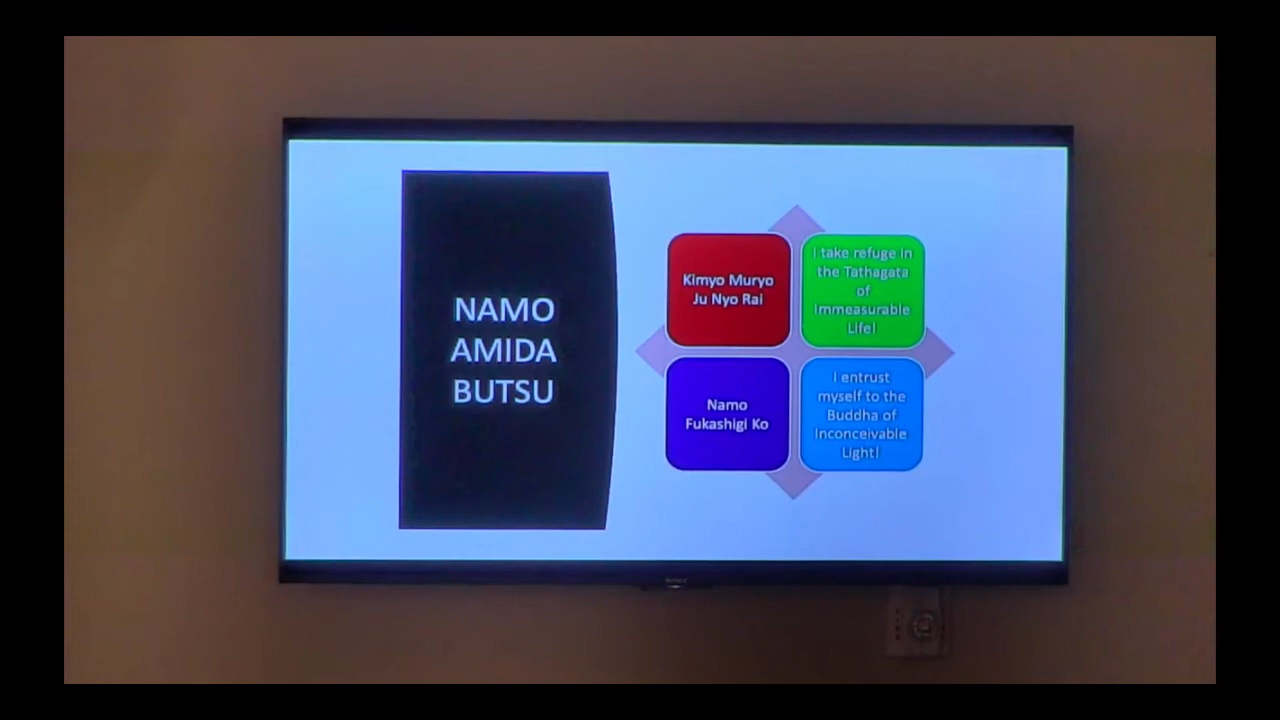 NAMO
AMIDA
BUTSU
Kimyo Muryo
Ju Nyo Rai
I take refuge in
the Tathagata
of
Immeasurable
Life!
Namo
Fukashigi Ko
I entrust
myself to the
Buddha of
Inconceivable
Light!